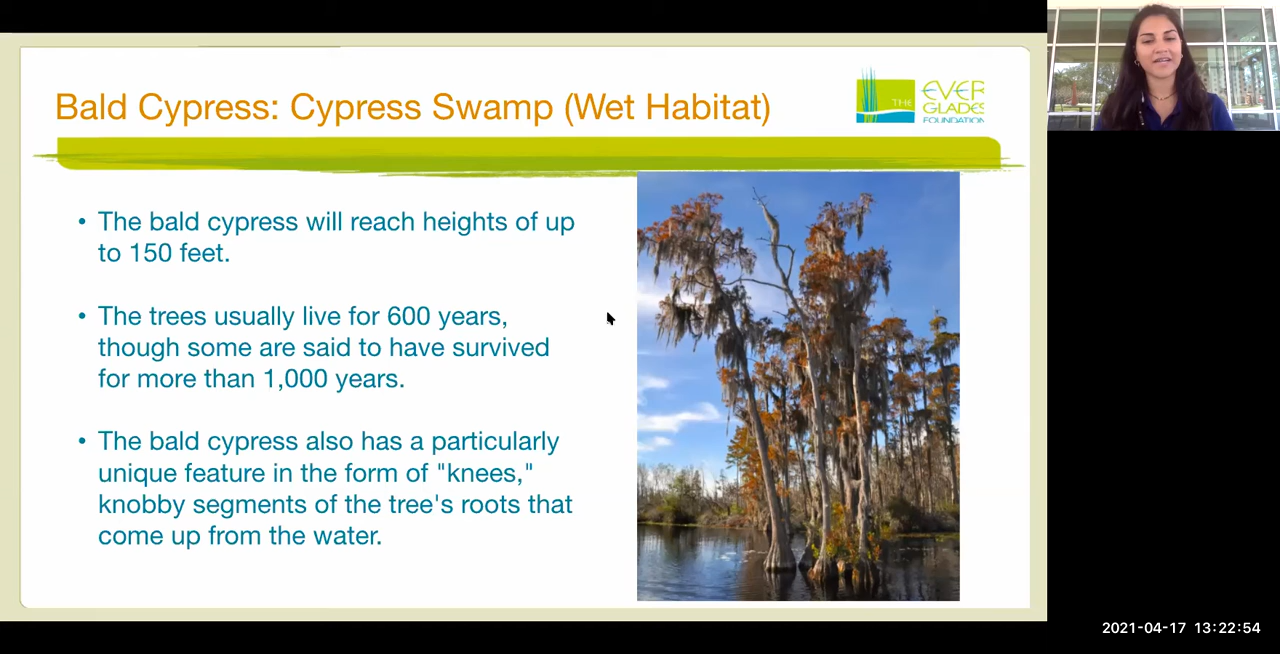 Bald Cypress: Cypress Swamp (Wet Habitat)
THE
EVER
GLADES
FOUNDATION
• The bald cypress will reach heights of up
to 150 feet.
• The trees usually live for 600 years,
though some are said to have survived
for more than 1,000 years.
• The bald cypress also has a particularly
unique feature in the form of "knees,"
knobby segments of the tree's roots that
come up from the water.
2021-04-17 13:22:54